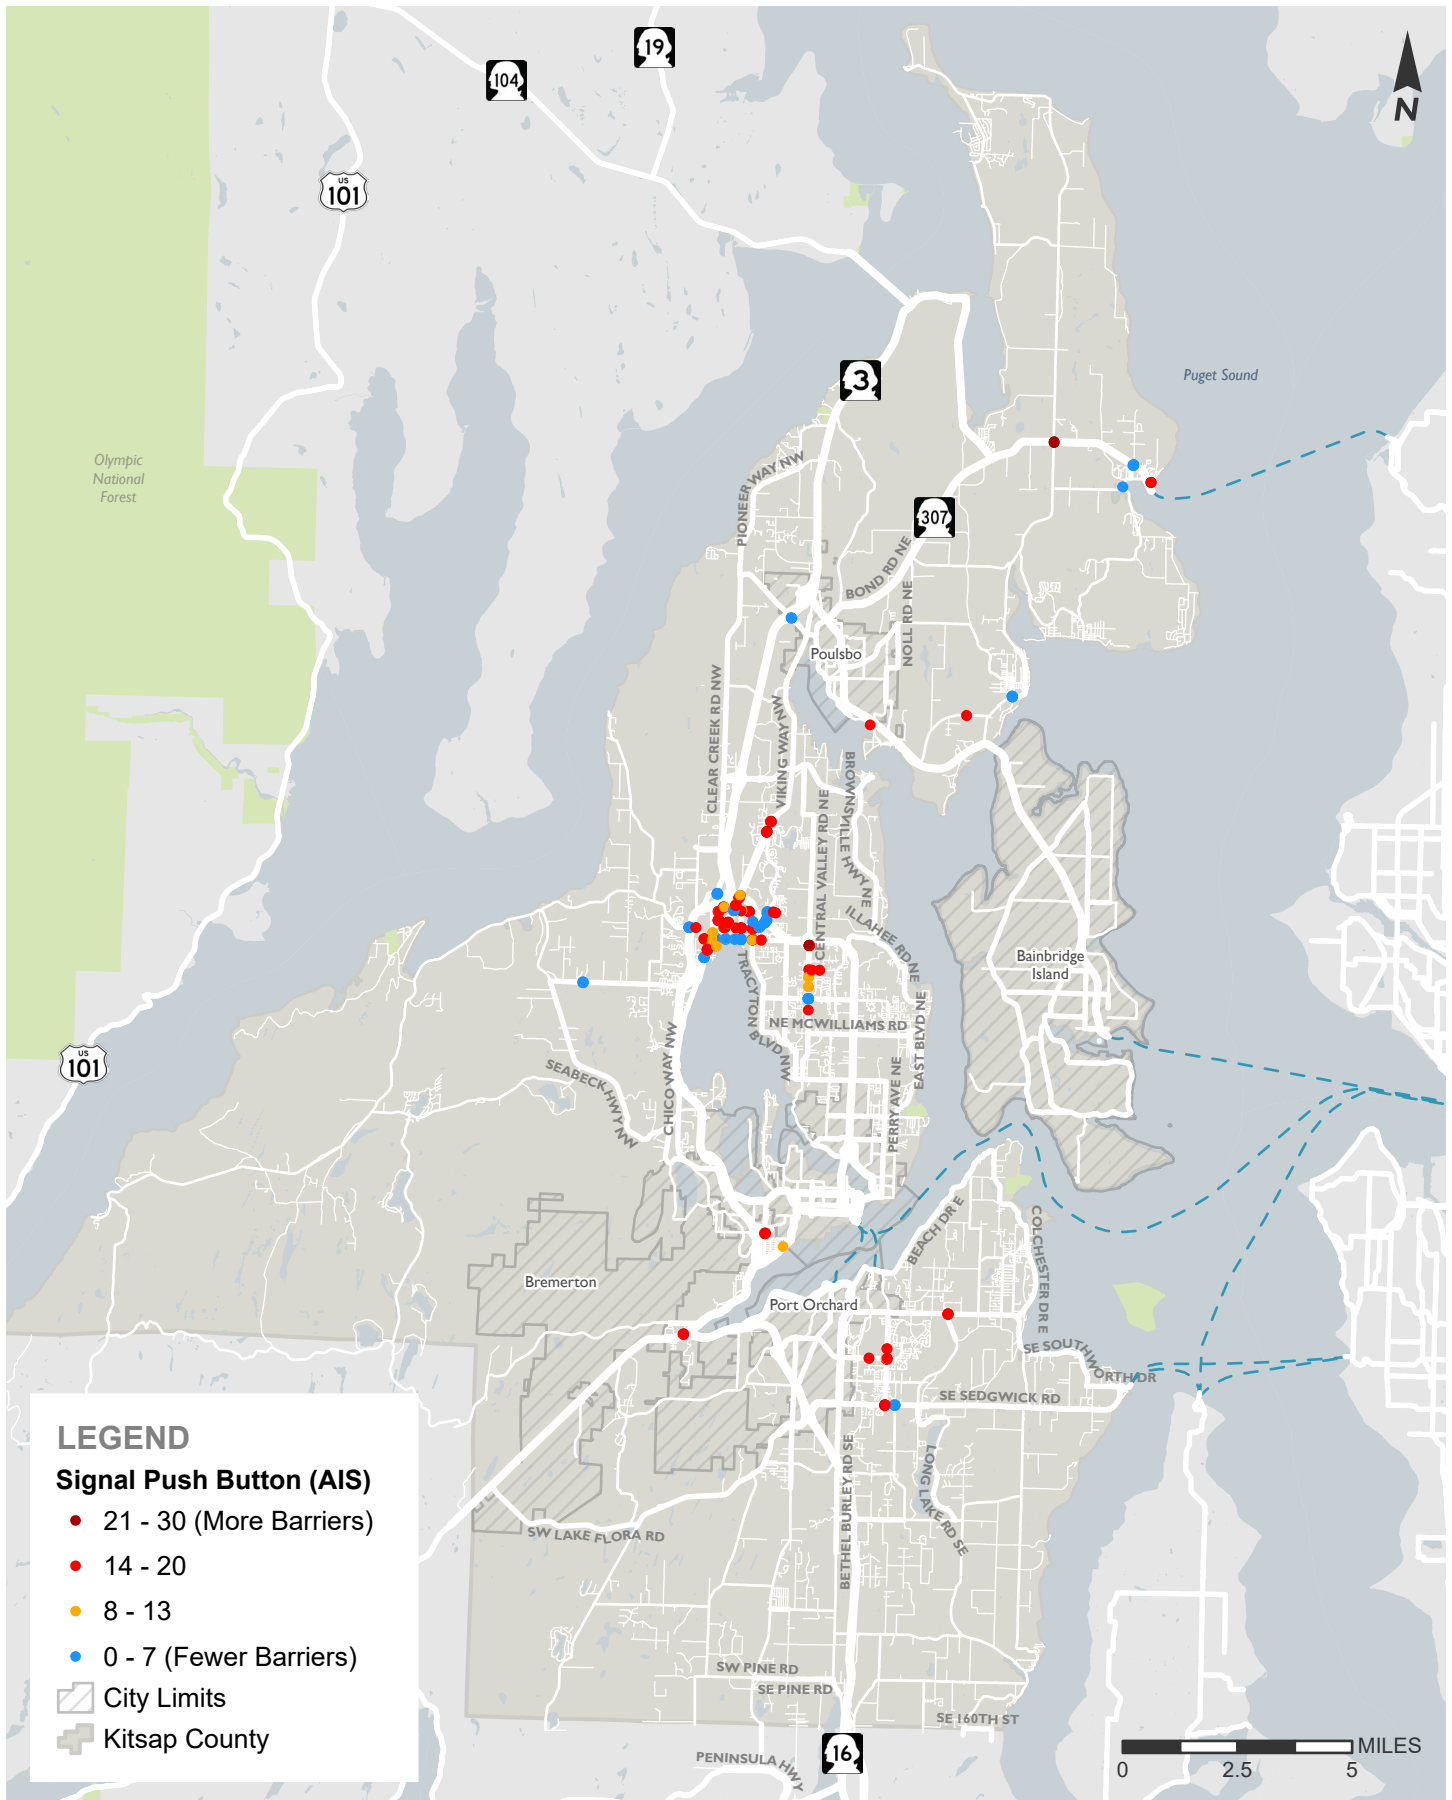 19
104
N
US
101
3
Puget Sound
Olympic
National
Forest
PIONEER WAY NW
307
BOND RD NE
NOLL RD NE
Poulsbo
CLEAR CREEK RD NW
VIKING WAY NW
BROWNSVILLE HWY NE
CENTRAL VALLEY RD NE
ILLAHEE RD NE
Bainbridge
Island
TRACYTON BLVD NW
NE MCWILLIAMS RD
EAST BLVD NE
US
101
SEABECK HWY NW
CHICO WAY NW
PERRY AVE NE
BEACH DR E
COLCHESTER DR E
Bremerton
Port Orchard
SE SOUTHWORTH DR
SE SEDGWICK RD
LEGEND
Signal Push Button (AIS)
21 - 30 (More Barriers)
14 - 20
8 - 13
0 - 7 (Fewer Barriers)
City Limits
Kitsap County
BETHEL BURLEY RD SE
LONG LAKE RD SE
SW LAKE FLORA RD
SW PINE RD
SE PINE RD
SE 160TH ST
PENINSULA HWY
16
MILES
0
2.5
5